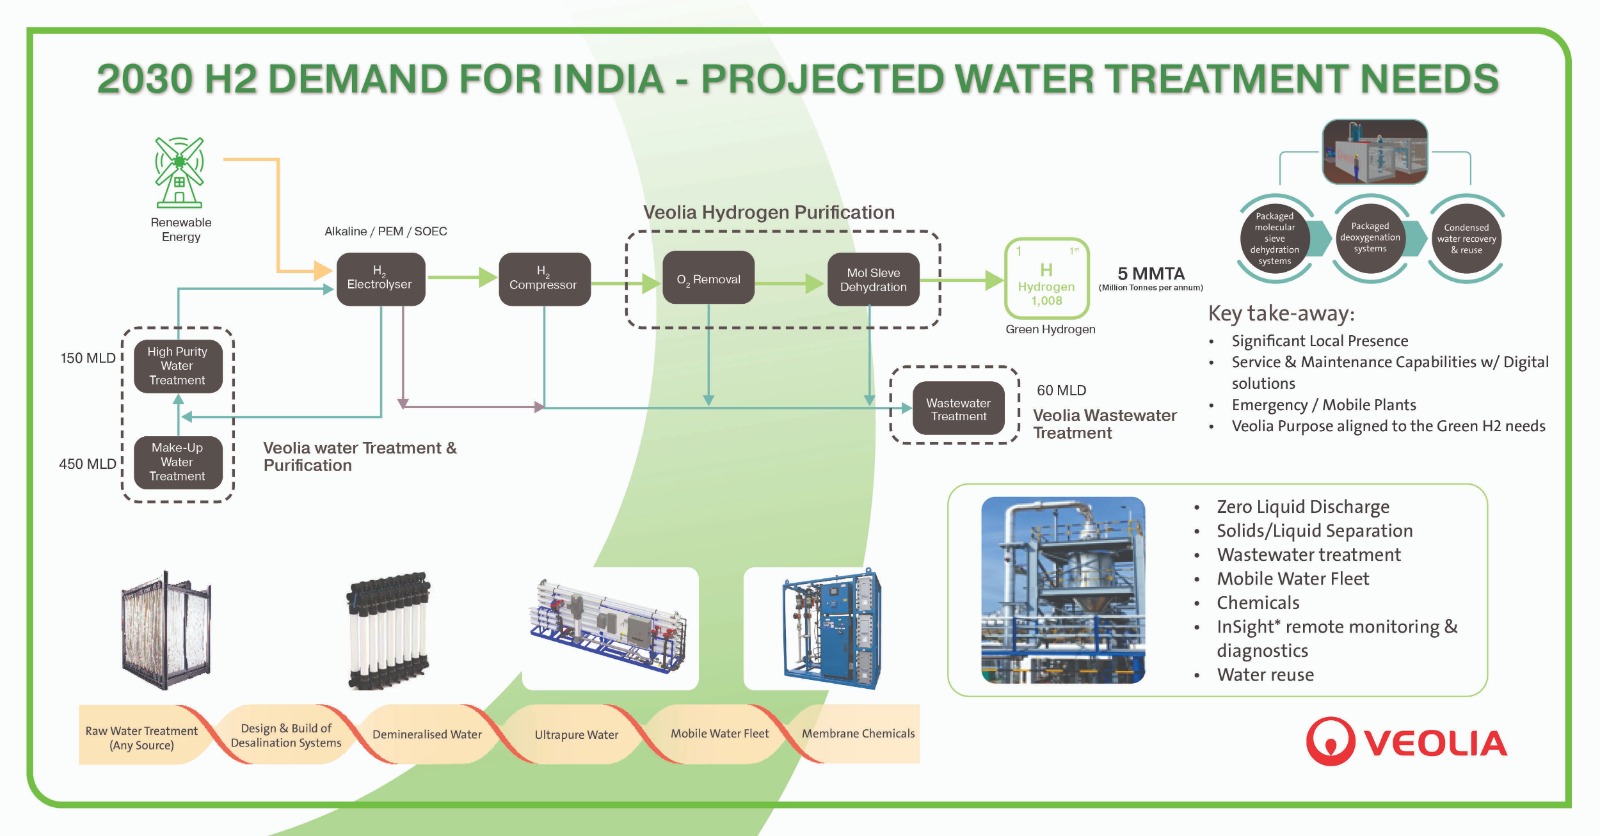 2030 H2 DEMAND FOR INDIA - PROJECTED WATER TREATMENT NEEDS
Renewable
Energy
Alkaline / PEM / SOEC
H2
Electrolyser
H2
Compressor
Veolia Hydrogen Purification
O2 Removal
Mol Sleve
Dehydration
1
1st
H
Hydrogen
1,008
Green Hydrogen
5 MMTA
(Million Tonnes per annum)
150 MLD
High Purity
Water
Treatment
450 MLD
Make-Up
Water
Treatment
Veolia water Treatment &
Purification
Wastewater
Treatment
60 MLD
Veolia Wastewater
Treatment
Packaged
molecular
sieve
dehydration
systems
Packaged
deoxygenation
systems
Condensed
water recovery
& reuse
Key take-away:
• Significant Local Presence
• Service & Maintenance Capabilities w/ Digital
solutions
• Emergency / Mobile Plants
• Veolia Purpose aligned to the Green H2 needs
• Zero Liquid Discharge
• Solids/Liquid Separation
• Wastewater treatment
• Mobile Water Fleet
• Chemicals
• InSight* remote monitoring &
diagnostics
• Water reuse
Raw Water Treatment
(Any Source)
Design & Build of
Desalination Systems
Demineralised Water
Ultrapure Water
Mobile Water Fleet
Membrane Chemicals
VEOLIA